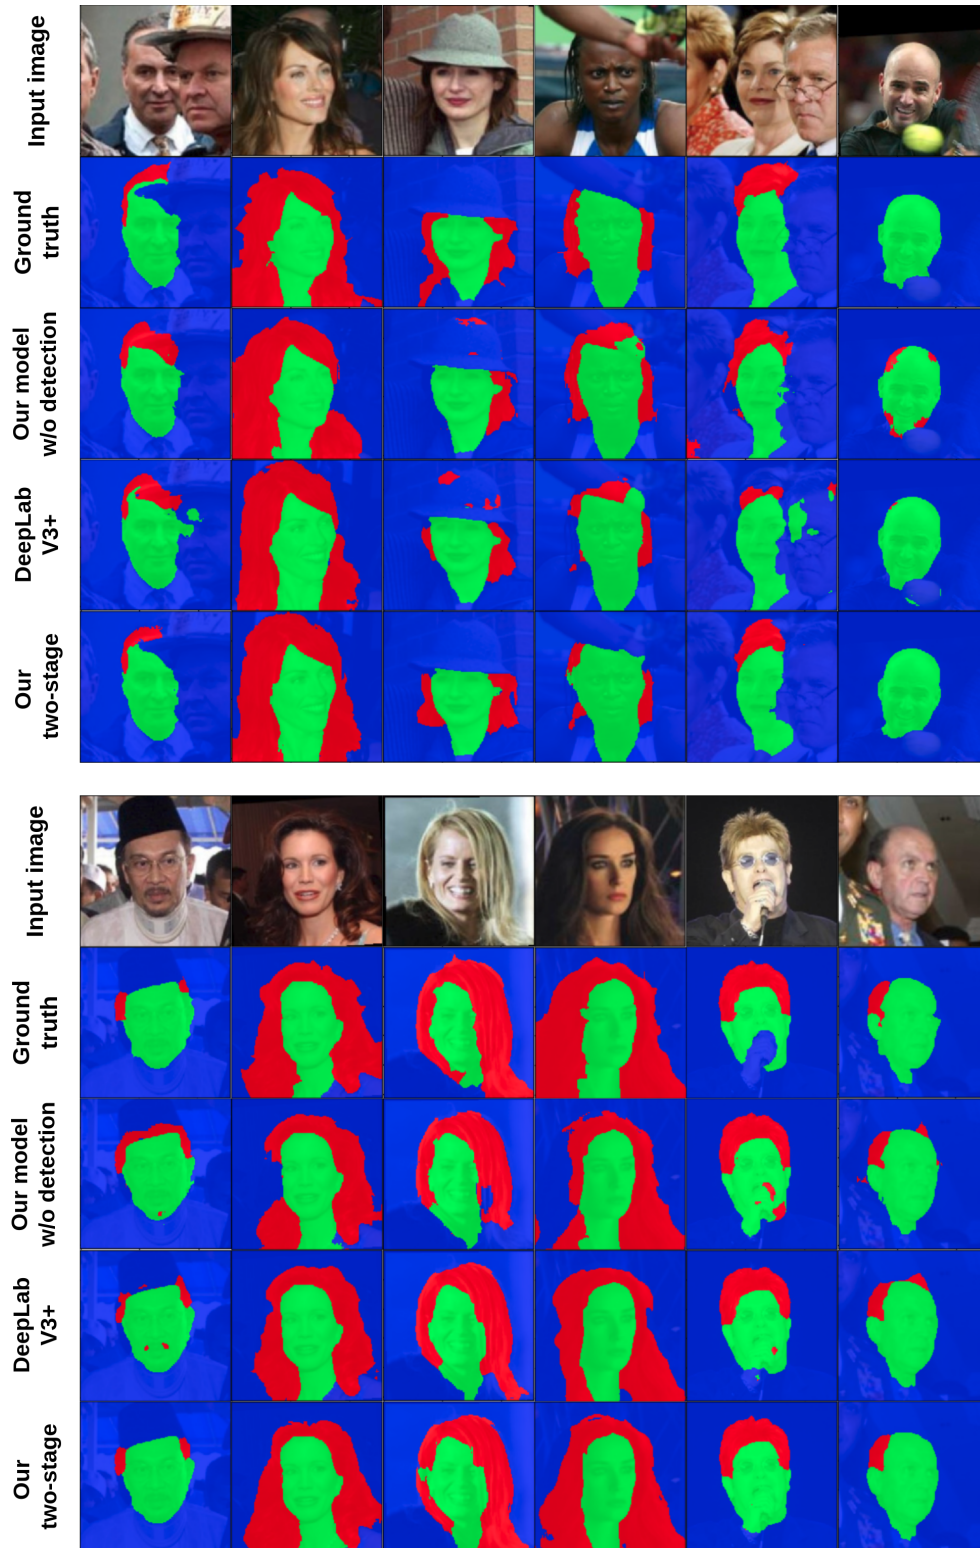 Input image
Ground
truth
Our model
w/o detection
DeepLab
V3+
Our
two-stage
Input image
Ground
truth
Our model
w/o detection
DeepLab
V3+
Our
two-stage